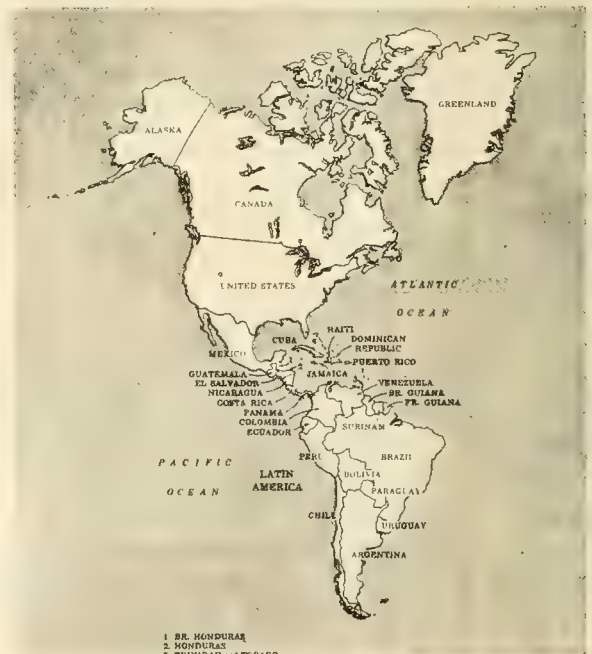 GREENLAND
ALASKA
CANADA
UNITED STATES
ATLANTIC
OCEAN
HAITI
CUBA
DOMINICAN
REPUBLIC
MEXICO
PUERTO RICO
GUATEMALA
JAMAICA
EL SALVADOR
VENEZUELA
NICARAGUA
BR. GUIANA
COSTA RICA
FR. GUIANA
PANAMA
COLOMBIA
SURINAM
ECUADOR
PERU
BRAZIL
PACIFIC
OCEAN
LATIN
AMERICA
BOLIVIA
PARAGUAY
CHILE
URUGUAY
ARGENTINA
1 BR. HONDURAS
2 HONDURAS